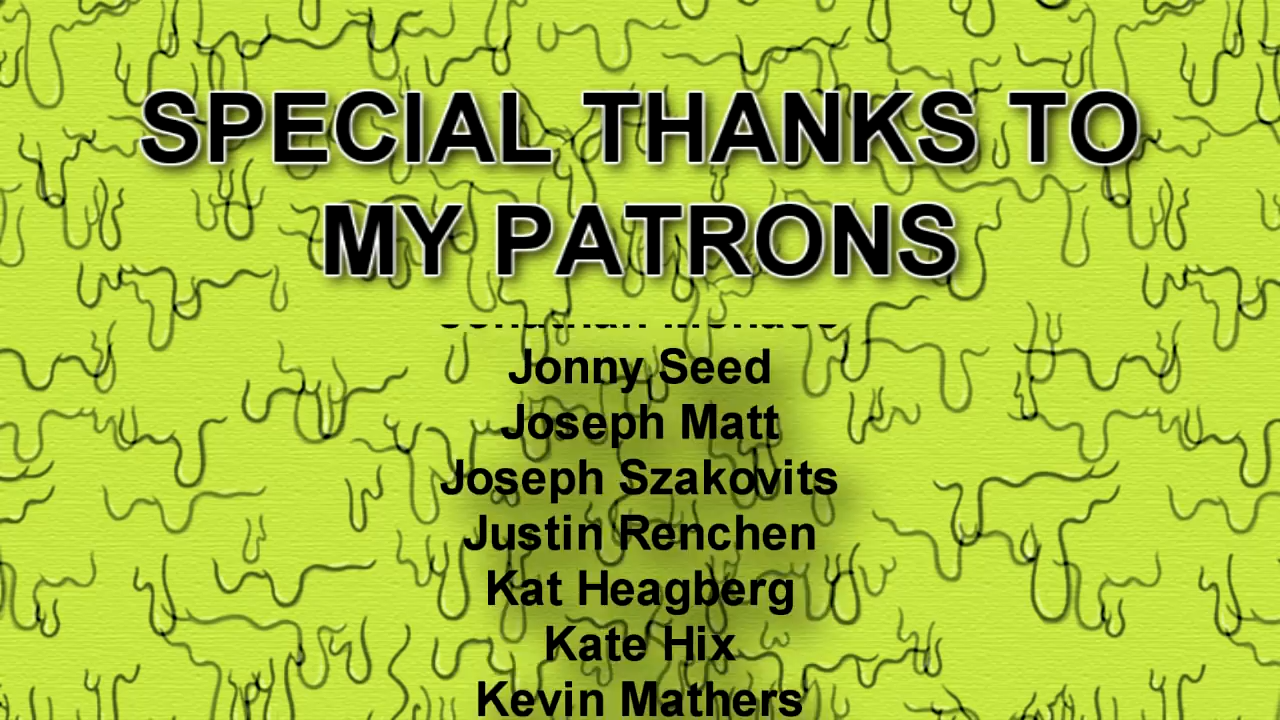 SPECIAL THANKS TO
MY PATRONS
Jonny Seed
Joseph Matt
Joseph Szakovits
Justin Renchen
Kat Heagberg
Kate Hix
Kevin Mathers